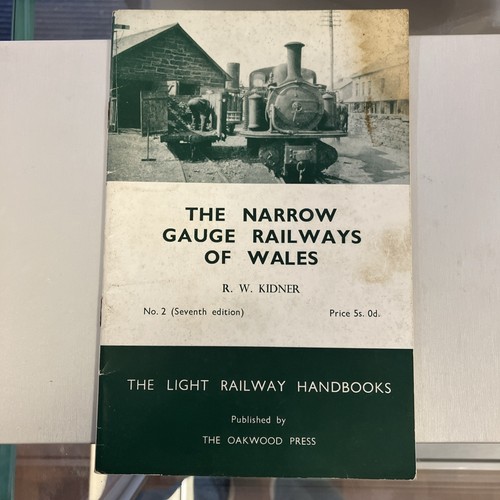 THE NARROW
GAUGE RAILWAYS
OF WALES
R. W. KIDNER
No. 2 (Seventh edition) Price 5s. 0d.
THE LIGHT RAILWAY HANDBOOKS
Published by
THE OAKWOOD PRESS